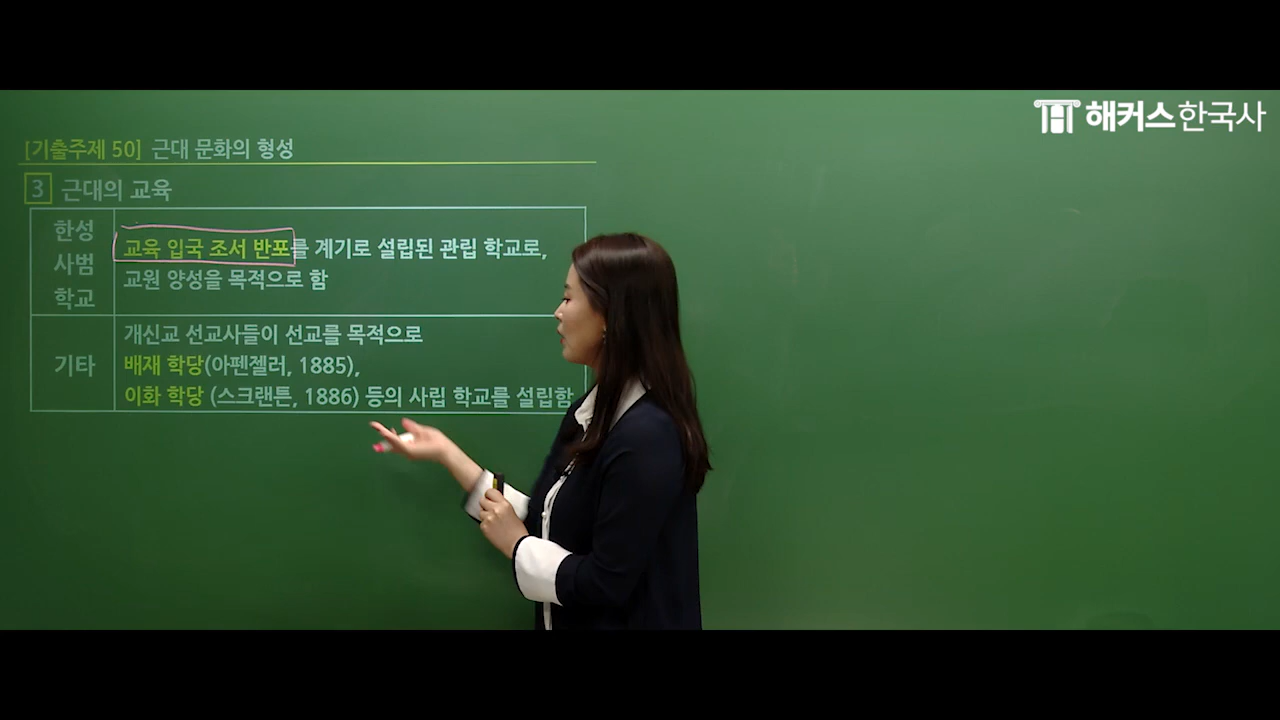 해커스한국사
[기출주제 50] 근대 문화의 형성
3 근대의 교육
한성
사범
학교
교육 입국 조서 반포를 계기로 설립된 관립 학교로,
교원 양성을 목적으로 함
기타
개신교 선교사들이 선교를 목적으로
배재 학당(아펜젤러, 1885),
이화 학당 (스크랜튼, 1886) 등의 사립 학교를 설립함